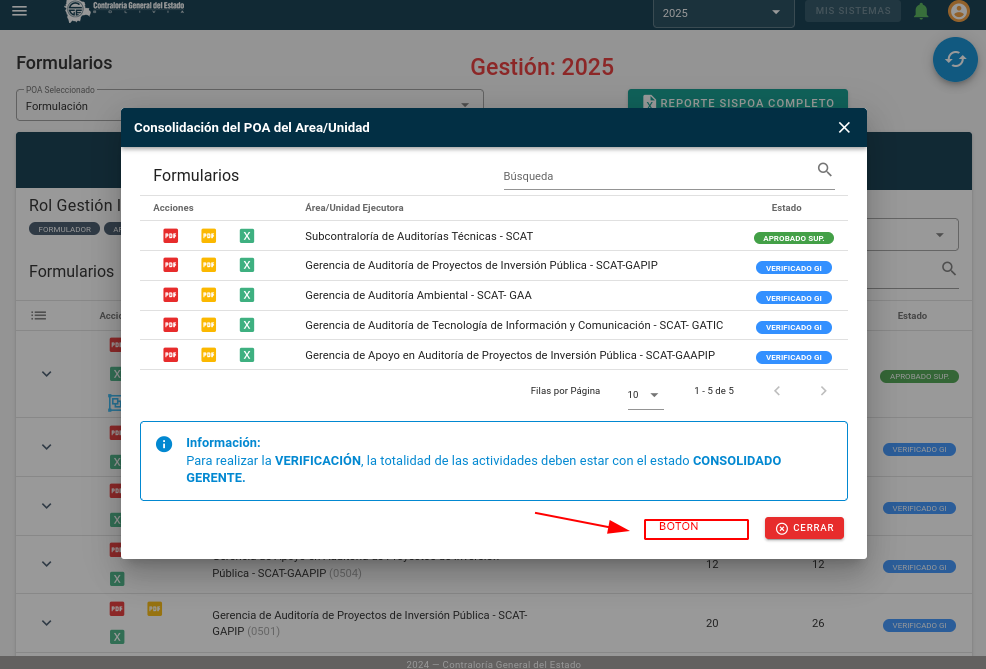 Contraloría General del Estado
B O L I V I A
2025
MIS SISTEMAS
Formularios
Gestión: 2025
POA Seleccionado
Formulación
REPORTE SISPOA COMPLETO
Consolidación del POA del Area/Unidad
Formularios
Búsqueda
Acciones
Área/Unidad Ejecutora
Estado
PDF PDF X
Subcontraloría de Auditorías Técnicas - SCAT
APROBADO SUP.
PDF PDF X
Gerencia de Auditoría de Proyectos de Inversión Pública - SCAT-GAPIP
VERIFICADO GI
PDF PDF X
Gerencia de Auditoría Ambiental - SCAT- GAA
VERIFICADO GI
PDF PDF X
Gerencia de Auditoría de Tecnología de Información y Comunicación - SCAT- GATIC
VERIFICADO GI
PDF PDF X
Gerencia de Apoyo en Auditoría de Proyectos de Inversión Pública - SCAT-GAAPIP
VERIFICADO GI
Filas por Página
10
1 - 5 de 5
Información:
Para realizar la VERIFICACIÓN, la totalidad de las actividades deben estar con el estado CONSOLIDADO
GERENTE.
BOTON
CERRAR
Rol Gestión
FORMULADOR
Formularios
Estado
APROBADO SUP.
VERIFICADO GI
VERIFICADO GI
Gerencia de Apoyo en Auditoría de Proyectos de Inversión
Pública - SCAT-GAAPIP (0504)
12
12
VERIFICADO GI
PDF PDF
X
Gerencia de Auditoría de Proyectos de Inversión Pública - SCAT-
GAPIP (0501)
20
26
VERIFICADO GI
2024 — Contraloría General del Estado